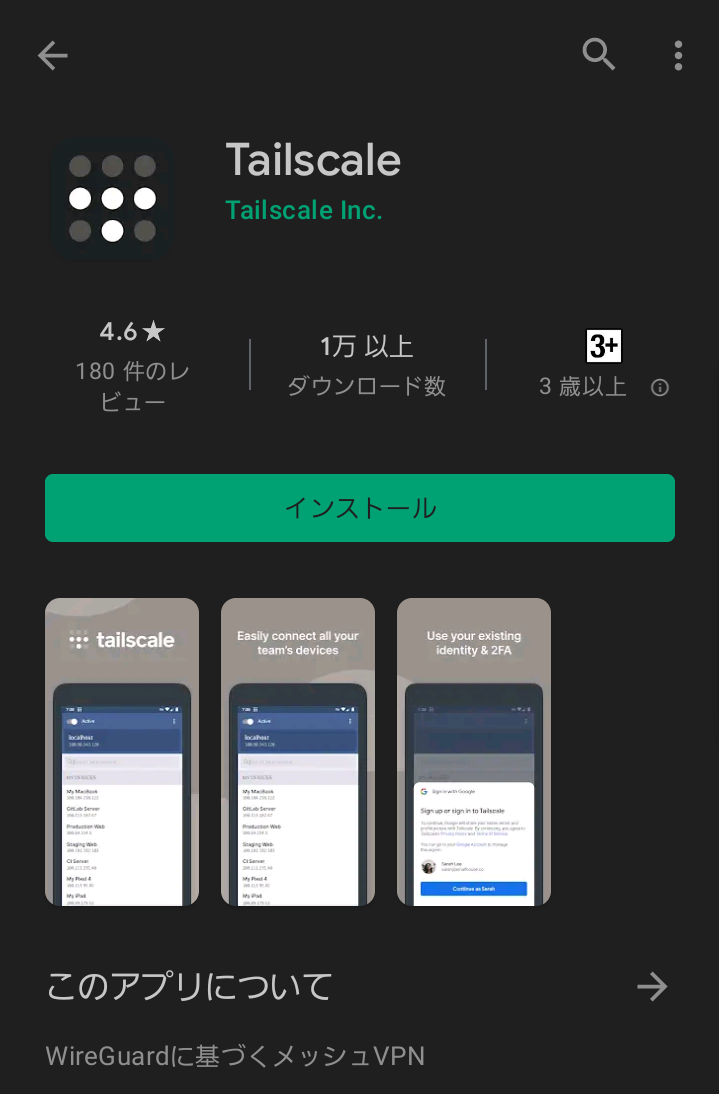 Tailscale
Tailscale Inc.
4.6★
180 件のレ
ビュー
1万 以上
ダウンロード数
3+
3 歳以上
インストール
tailscale
Active
localhost
MY DEVICES
My MacBook
GitLab Server
Production Web
Staging Web
CI Server
My Pixel 4
My iPad
Easily connect all your
team's devices
Active
localhost
MY DEVICES
My MacBook
GitLab Server
Production Web
Staging Web
CI Server
My Pixel 4
My iPad
Use your existing
identity & 2FA
Sign in with Google
Sign up or sign in to Tailscale
Sarah Lee
Continue as Sarah
このアプリについて
WireGuardに基づくメッシュVPN